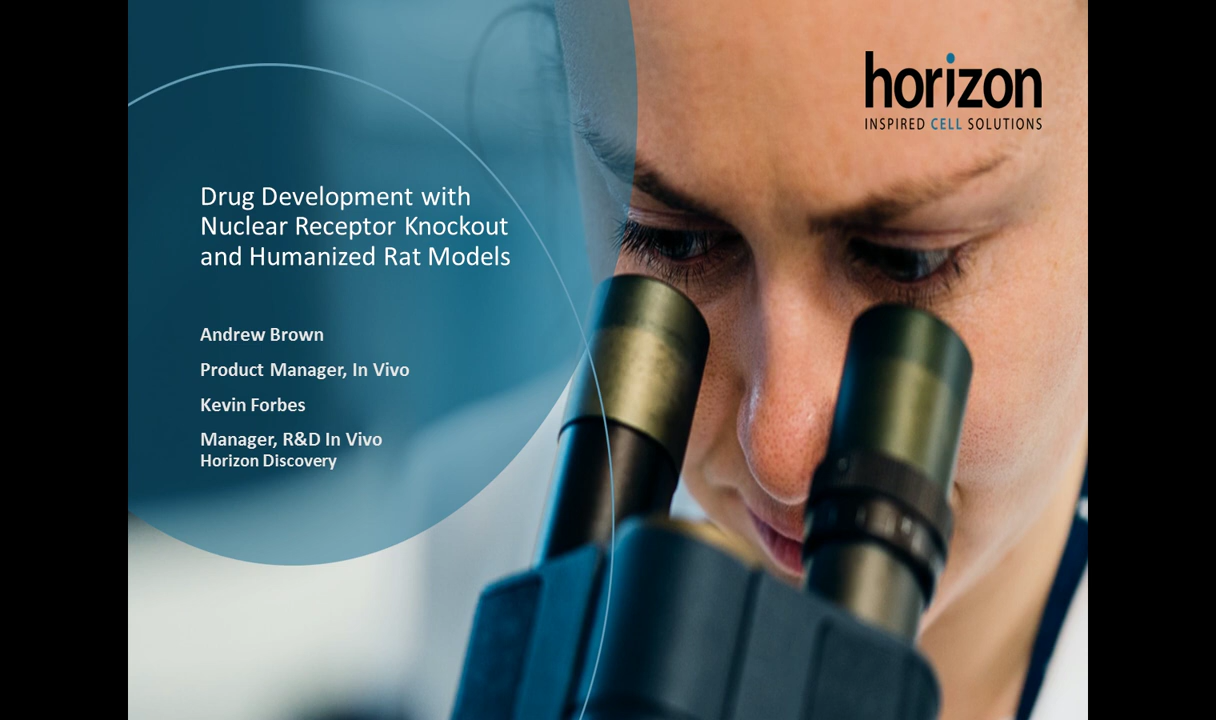 horizon
INSPIRED CELL SOLUTIONS
Drug Development with
Nuclear Receptor Knockout
and Humanized Rat Models
Andrew Brown
Product Manager, In Vivo
Kevin Forbes
Manager, R&D In Vivo
Horizon Discovery